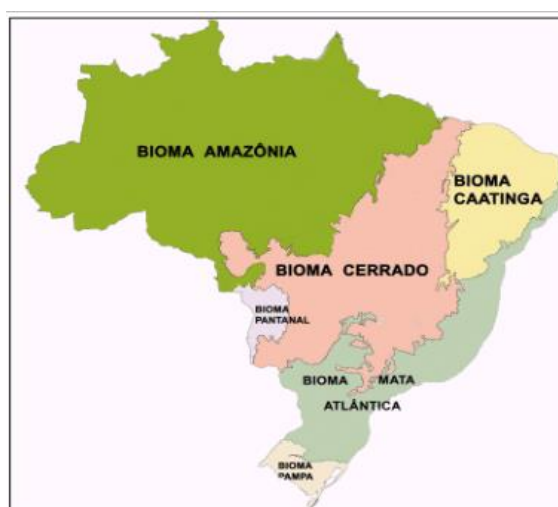 BIOMA AMAZÔNIA
BIOMA
CAATINGA
BIOMA CERRADO
BIOMA
PANTANAL
BIOMA MATA
ATLÂNTICA
BIOMA
PAMPA